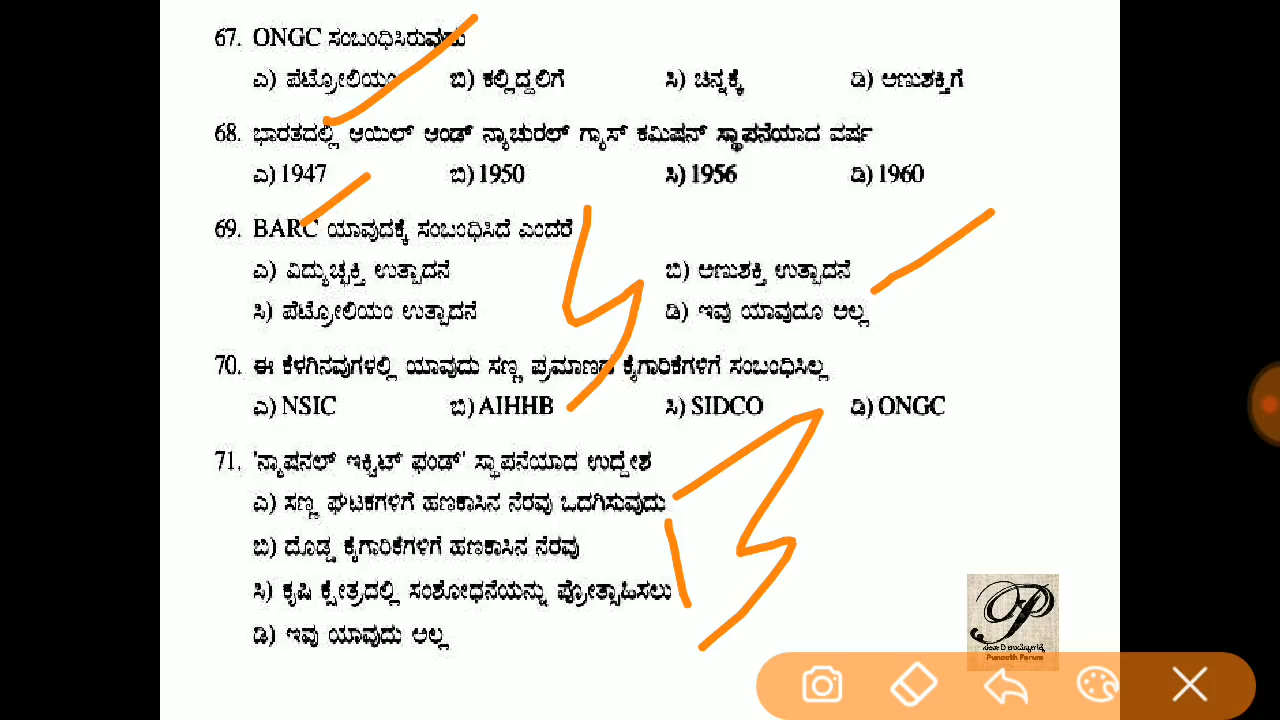 67. ONGC ಸಂಬಂಧಿಸಿರುವುದು
ಎ) ಪೆಟ್ರೋಲಿಯಂ ಬಿ) ಕಲ್ಲಿದ್ದಲಿಗೆ ಸಿ) ಚಿನ್ನಕ್ಕೆ ಡಿ) ಅಣುಶಕ್ತಿಗೆ
68. ಭಾರತದಲ್ಲಿ ಆಯಿಲ್ ಆಂಡ್ ನ್ಯಾಚುರಲ್ ಗ್ಯಾಸ್ ಕಮಿಷನ್ ಸ್ಥಾಪನೆಯಾದ ವರ್ಷ
ಎ) 1947 ಬಿ) 1950 ಸಿ) 1956 ಡಿ) 1960
69. BARC ಯಾವುದಕ್ಕೆ ಸಂಬಂಧಿಸಿದೆ ಎಂದರೆ
ಎ) ವಿದ್ಯುಚ್ಛಕ್ತಿ ಉತ್ಪಾದನೆ ಬಿ) ಅಣುಶಕ್ತಿ ಉತ್ಪಾದನೆ
ಸಿ) ಪೆಟ್ರೋಲಿಯಂ ಉತ್ಪಾದನೆ ಡಿ) ಇವು ಯಾವುದೂ ಅಲ್ಲ
70. ಈ ಕೆಳಗಿನವುಗಳಲ್ಲಿ ಯಾವುದು ಸಣ್ಣ ಪ್ರಮಾಣದ ಕೈಗಾರಿಕೆಗಳಿಗೆ ಸಂಬಂಧಿಸಿಲ್ಲ
ಎ) NSIC ಬಿ) AIHHB ಸಿ) SIDCO ಡಿ) ONGC
71. 'ನ್ಯಾಷನಲ್ ಇಕ್ವಿಟ್ ಫಂಡ್' ಸ್ಥಾಪನೆಯಾದ ಉದ್ದೇಶ
ಎ) ಸಣ್ಣ ಘಟಕಗಳಿಗೆ ಹಣಕಾಸಿನ ನೆರವು ಒದಗಿಸುವುದು
ಬಿ) ದೊಡ್ಡ ಕೈಗಾರಿಕೆಗಳಿಗೆ ಹಣಕಾಸಿನ ನೆರವು
ಸಿ) ಕೃಷಿ ಕ್ಷೇತ್ರದಲ್ಲಿ ಸಂಶೋಧನೆಯನ್ನು ಪ್ರೋತ್ಸಾಹಿಸಲು
ಡಿ) ಇವು ಯಾವುದು ಅಲ್ಲ
P
Puneeth Forum